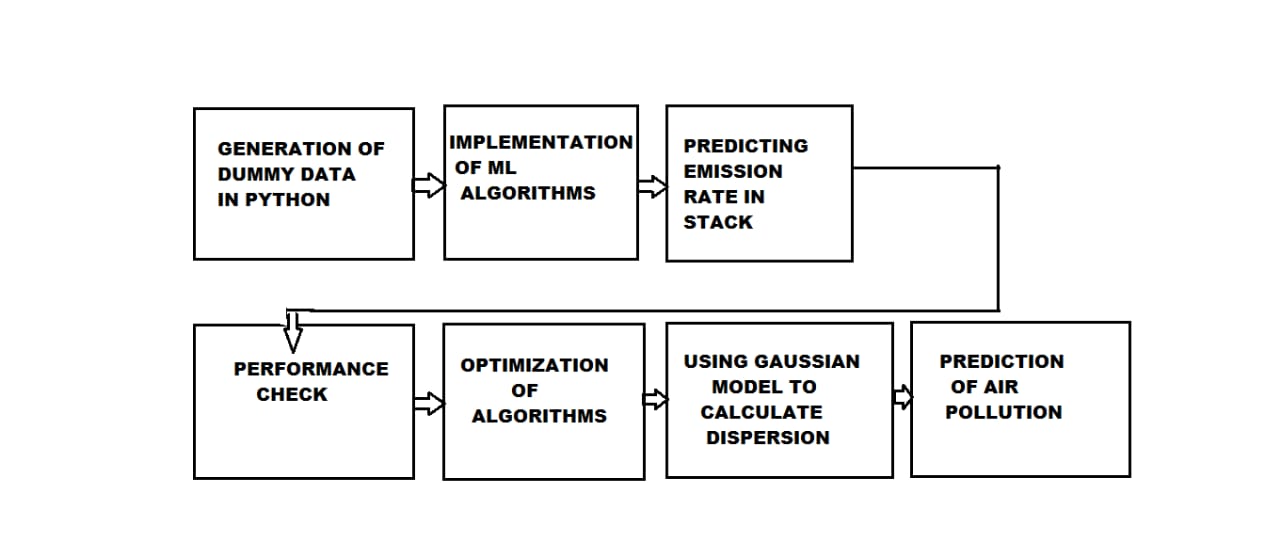 GENERATION OF
DUMMY DATA
IN PYTHON
IMPLEMENTATION
OF ML
ALGORITHMS
PREDICTING
EMISSION
RATE IN
STACK
PERFORMANCE
CHECK
OPTIMIZATION
OF
ALGORITHMS
USING GAUSSIAN
MODEL TO
CALCULATE
DISPERSION
PREDICTION
OF AIR
POLLUTION